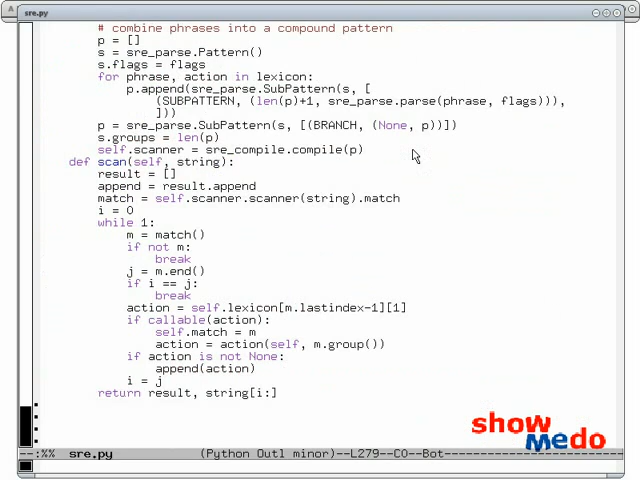 sre.py
# combine phrases into a compound pattern
p = []
s = sre_parse.Pattern()
s.flags = flags
for phrase, action in lexicon:
p.append(sre_parse.SubPattern(s, [
(SUBPATTERN, (len(p)+1, sre_parse.parse(phrase, flags))),
]))
p = sre_parse.SubPattern(s, [(BRANCH, (None, p))])
s.groups = len(p)
self.scanner = sre_compile.compile(p)
def scan(self, string):
result = []
append = result.append
match = self.scanner.scanner(string).match
i = 0
while 1:
m = match()
if not m:
break
j = m.end()
if i == j:
break
action = self.lexicon[m.lastindex-1][1]
if callable(action):
self.match = m
action = action(self, m.group())
if action is not None:
append(action)
i = j
return result, string[i:]
show
medo
--:%% sre.py (Python Outl minor)--L279--C0--Bot